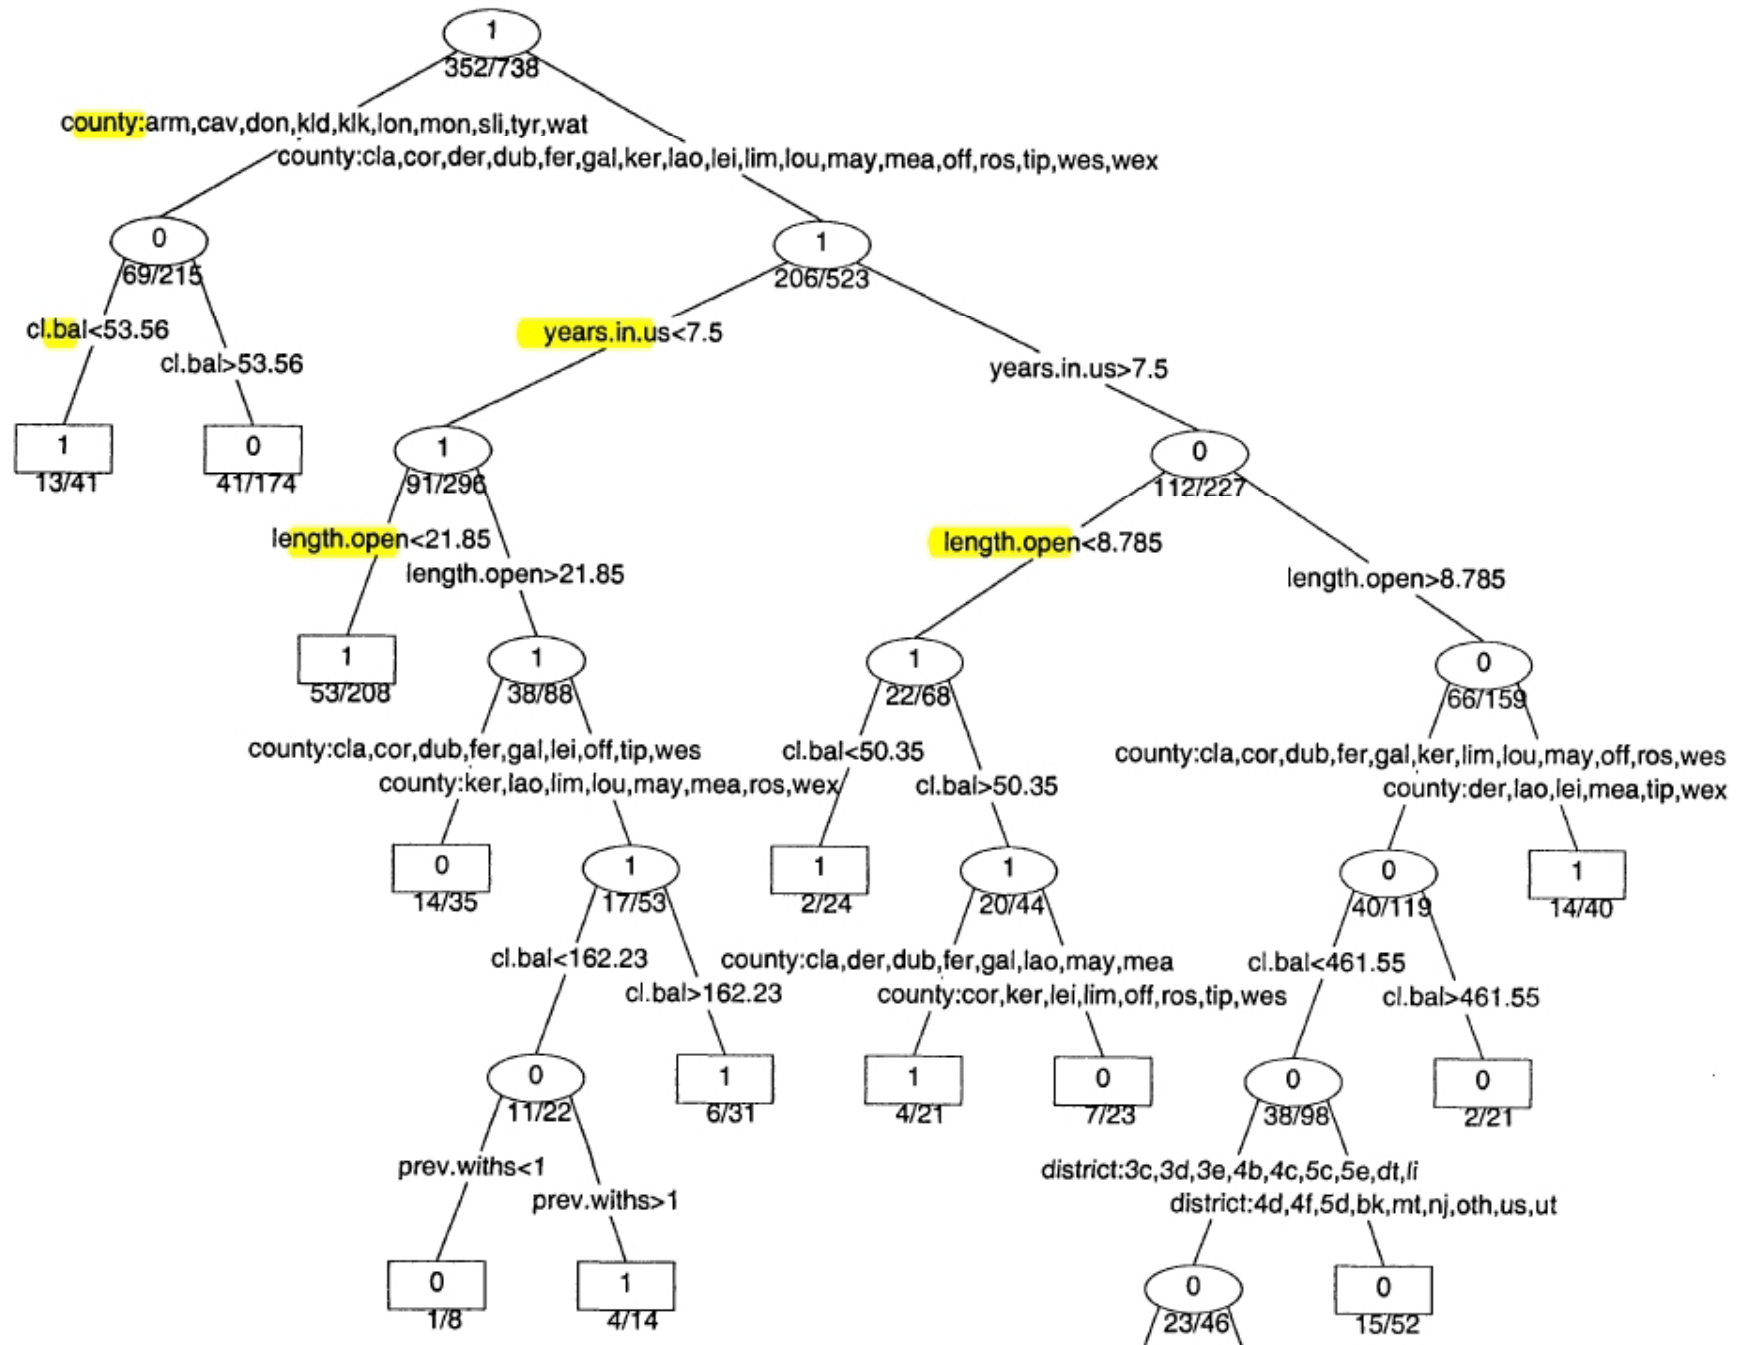 1
352/738
county:arm,cav,don,kld,klk,lon,mon,sli,tyr,wat
county:cla,cor,der,dub,fer,gal,ker,lao,lei,lim,lou,may,mea,off,ros,tip,wes,wex
0
69/215
1
206/523
cl.bal<53.56
cl.bal>53.56
years.in.us<7.5
years.in.us>7.5
1
13/41
0
41/174
1
91/296
0
112/227
length.open<21.85
length.open>21.85
length.open<8.785
length.open>8.785
1
53/208
1
38/88
1
22/68
0
66/159
county:cla,cor,dub,fer,gal,lei,off,tip,wes
county:ker,lao,lim,lou,may,mea,ros,wex
cl.bal<50.35
cl.bal>50.35
county:cla,cor,dub,fer,gal,ker,lim,lou,may,off,ros,wes
county:der,lao,lei,mea,tip,wex
0
14/35
1
17/53
1
2/24
1
20/44
0
40/119
1
14/40
cl.bal<162.23
cl.bal>162.23
county:cla,der,dub,fer,gal,lao,may,mea
county:cor,ker,lei,lim,off,ros,tip,wes
cl.bal<461.55
cl.bal>461.55
0
11/22
1
6/31
1
4/21
0
7/23
0
38/98
0
2/21
prev.withs<1
prev.withs>1
district:3c,3d,3e,4b,4c,5c,5e,dt,li
district:4d,4f,5d,bk,mt,nj,oth,us,ut
0
1/8
1
4/14
0
23/46
0
15/52